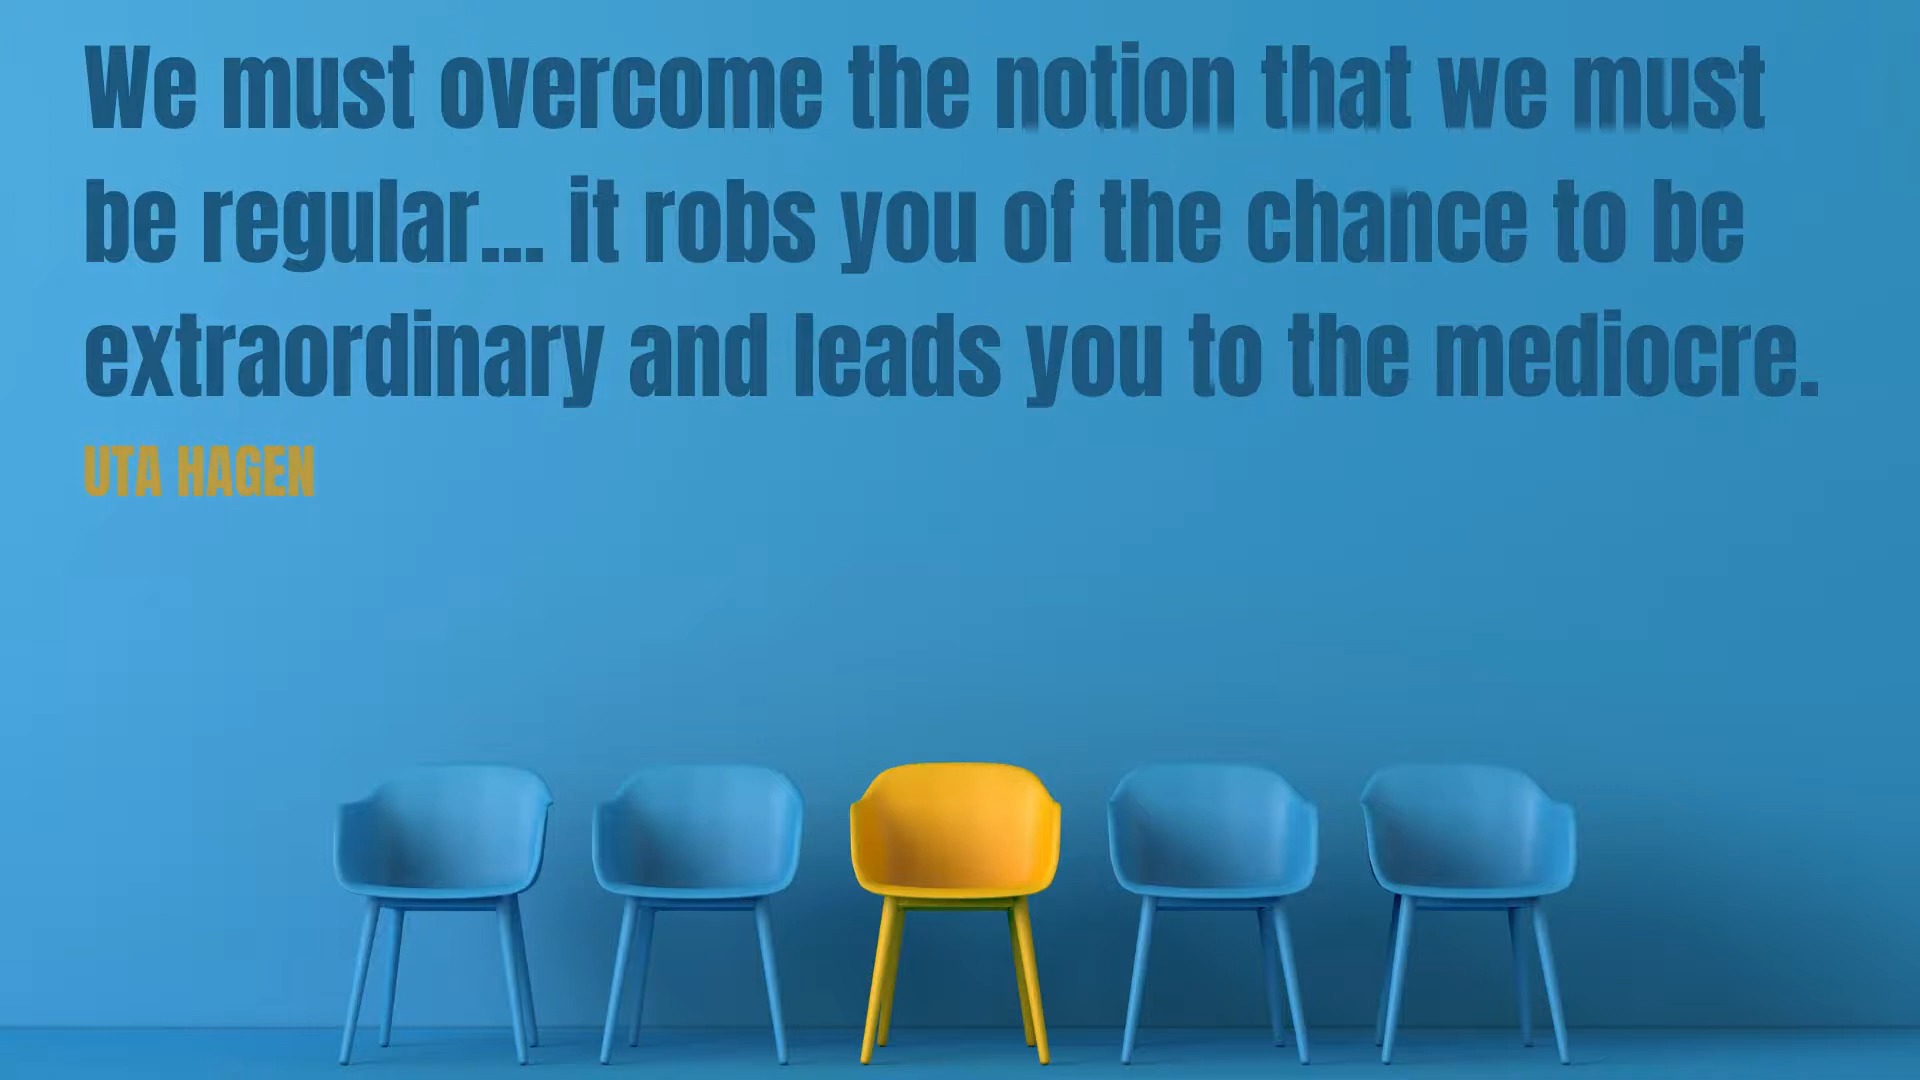 We must overcome the notion that we must
be regular... it robs you of the chance to be
extraordinary and leads you to the mediocre.
UTA HAGEN